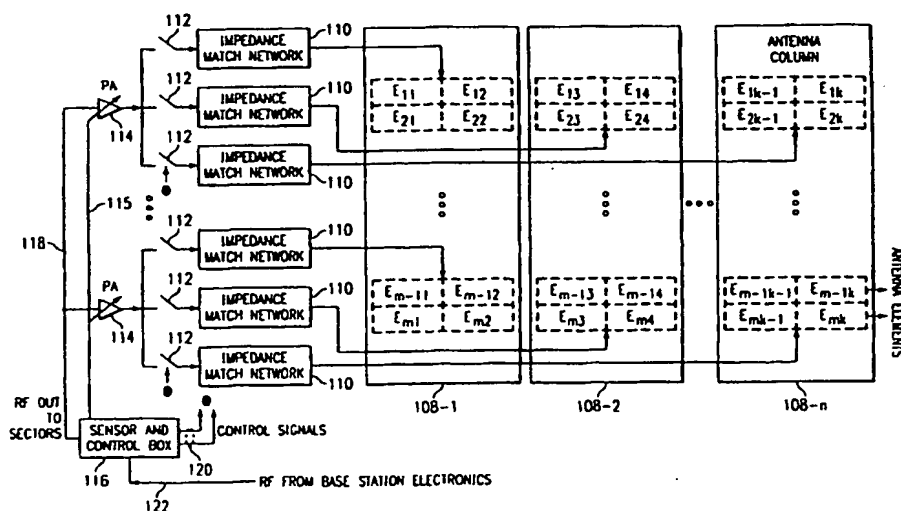 112
IMPEDANCE
MATCH NETWORK
110
ANTENNA
COLUMN
PA
114
112
IMPEDANCE
MATCH NETWORK
110
E11 E12
E21 E22
E13 E14
E23 E24
E1k-1 E1k
E2k-1 E2k
112
IMPEDANCE
MATCH NETWORK
110
115
118
112
IMPEDANCE
MATCH NETWORK
110
PA
114
112
IMPEDANCE
MATCH NETWORK
110
Em-11 Em-12
Em1 Em2
Em-13 Em-14
Em3 Em4
Em-1k-1 Em-1k
Emk-1 Emk
ANTENNA ELEMENTS
112
IMPEDANCE
MATCH NETWORK
110
108-1
108-2
108-n
RF OUT
TO
SECTORS
SENSOR AND
CONTROL BOX
116
120
CONTROL SIGNALS
RF FROM BASE STATION ELECTRONICS
122